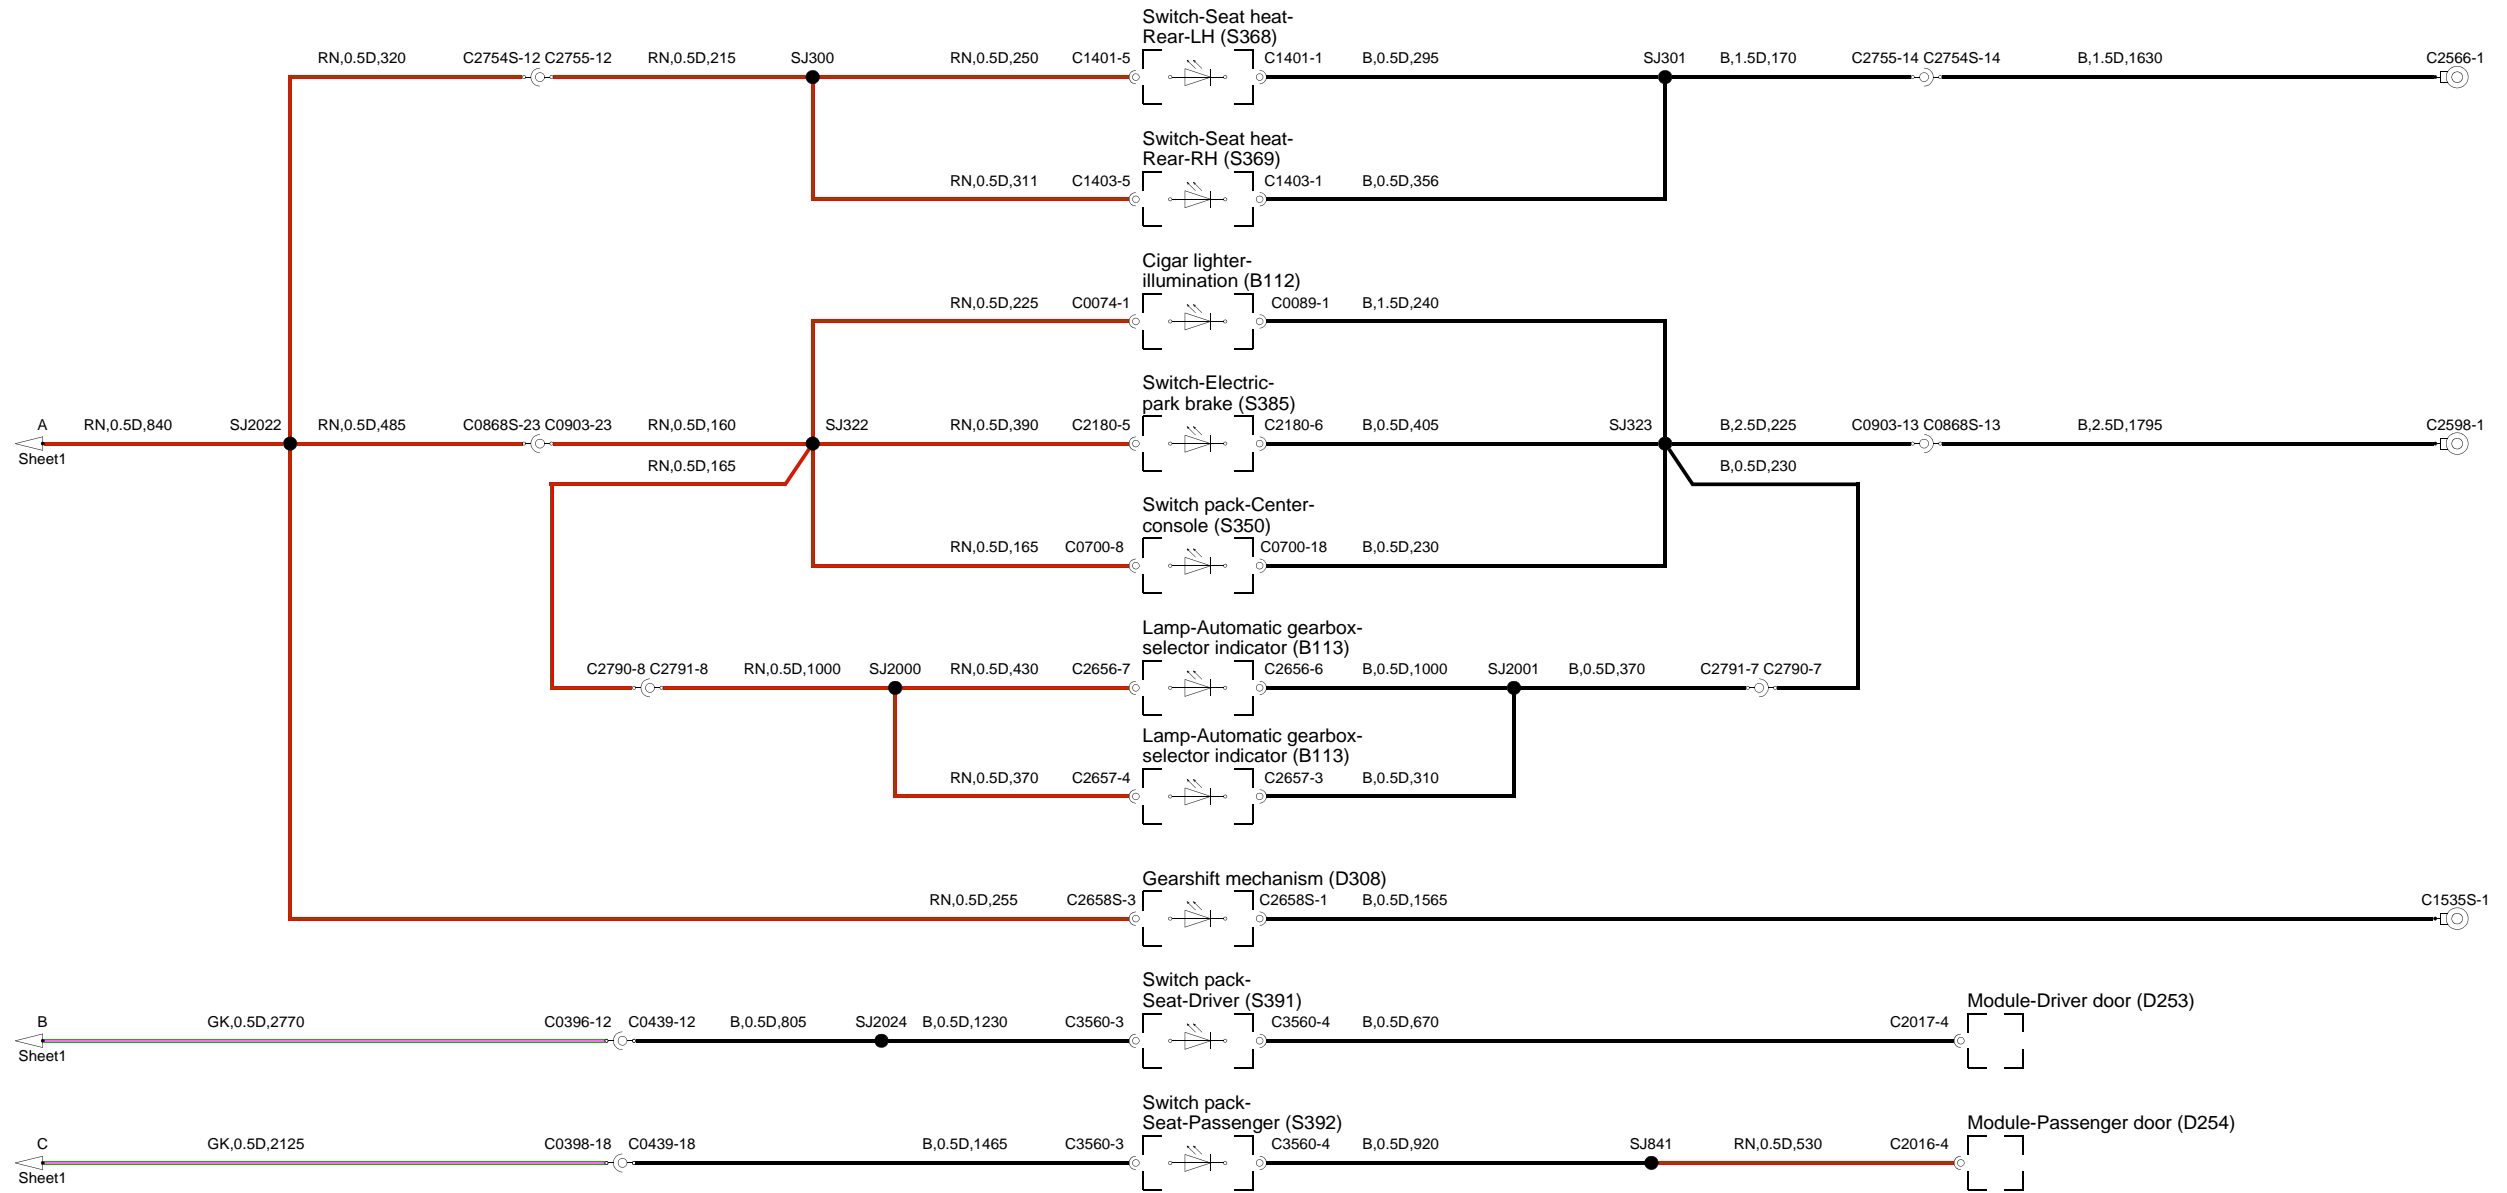 Switch-Seat heat-
Rear-LH (S368)
RN,0.5D,320 C2754S-12 C2755-12 RN,0.5D,215 SJ300 RN,0.5D,250 C1401-5 C1401-1 B,0.5D,295 SJ301 B,1.5D,170 C2755-14 C2754S-14 B,1.5D,1630 C2566-1
Switch-Seat heat-
Rear-RH (S369)
RN,0.5D,311 C1403-5 C1403-1 B,0.5D,356
Cigar lighter-
illumination (B112)
RN,0.5D,225 C0074-1 C0089-1 B,1.5D,240
Switch-Electric-
park brake (S385)
A RN,0.5D,840 SJ2022 RN,0.5D,485 C0868S-23 C0903-23 RN,0.5D,160 SJ322 RN,0.5D,390 C2180-5 C2180-6 B,0.5D,405 SJ323 B,2.5D,225 C0903-13 C0868S-13 B,2.5D,1795 C2598-1
Sheet1 RN,0.5D,165 B,0.5D,230
Switch pack-Center-
console (S350)
RN,0.5D,165 C0700-8 C0700-18 B,0.5D,230
Lamp-Automatic gearbox-
selector indicator (B113)
C2790-8 C2791-8 RN,0.5D,1000 SJ2000 RN,0.5D,430 C2656-7 C2656-6 B,0.5D,1000 SJ2001 B,0.5D,370 C2791-7 C2790-7
Lamp-Automatic gearbox-
selector indicator (B113)
RN,0.5D,370 C2657-4 C2657-3 B,0.5D,310
Gearshift mechanism (D308)
RN,0.5D,255 C2658S-3 C2658S-1 B,0.5D,1565 C1535S-1
Switch pack-
Seat-Driver (S391) Module-Driver door (D253)
B GK,0.5D,2770 C0396-12 C0439-12 B,0.5D,805 SJ2024 B,0.5D,1230 C3560-3 C3560-4 B,0.5D,670 C2017-4
Sheet1
Switch pack-
Seat-Passenger (S392) Module-Passenger door (D254)
C GK,0.5D,2125 C0398-18 C0439-18 B,0.5D,1465 C3560-3 C3560-4 B,0.5D,920 SJ841 RN,0.5D,530 C2016-4
Sheet1